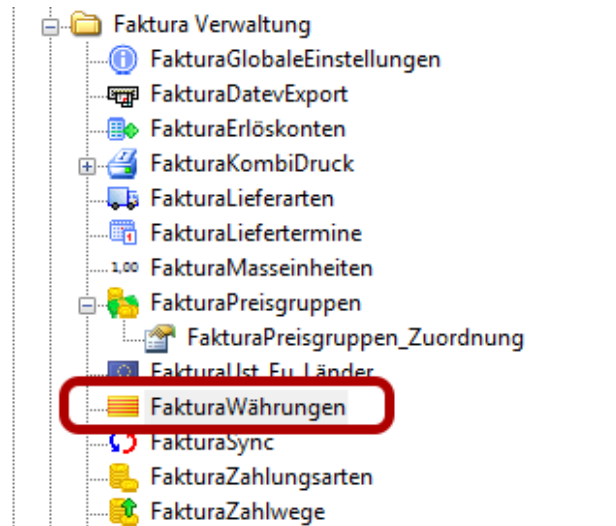 Faktura Verwaltung
FakturaGlobaleEinstellungen
FakturaDatevExport
FakturaErlöskonten
FakturaKombiDruck
FakturaLieferarten
FakturaLiefertermine
1,00 FakturaMasseinheiten
FakturaPreisgruppen
FakturaPreisgruppen_Zuordnung
FakturaUst_Eu_Länder
FakturaWährungen
FakturaSync
FakturaZahlungsarten
FakturaZahlwege